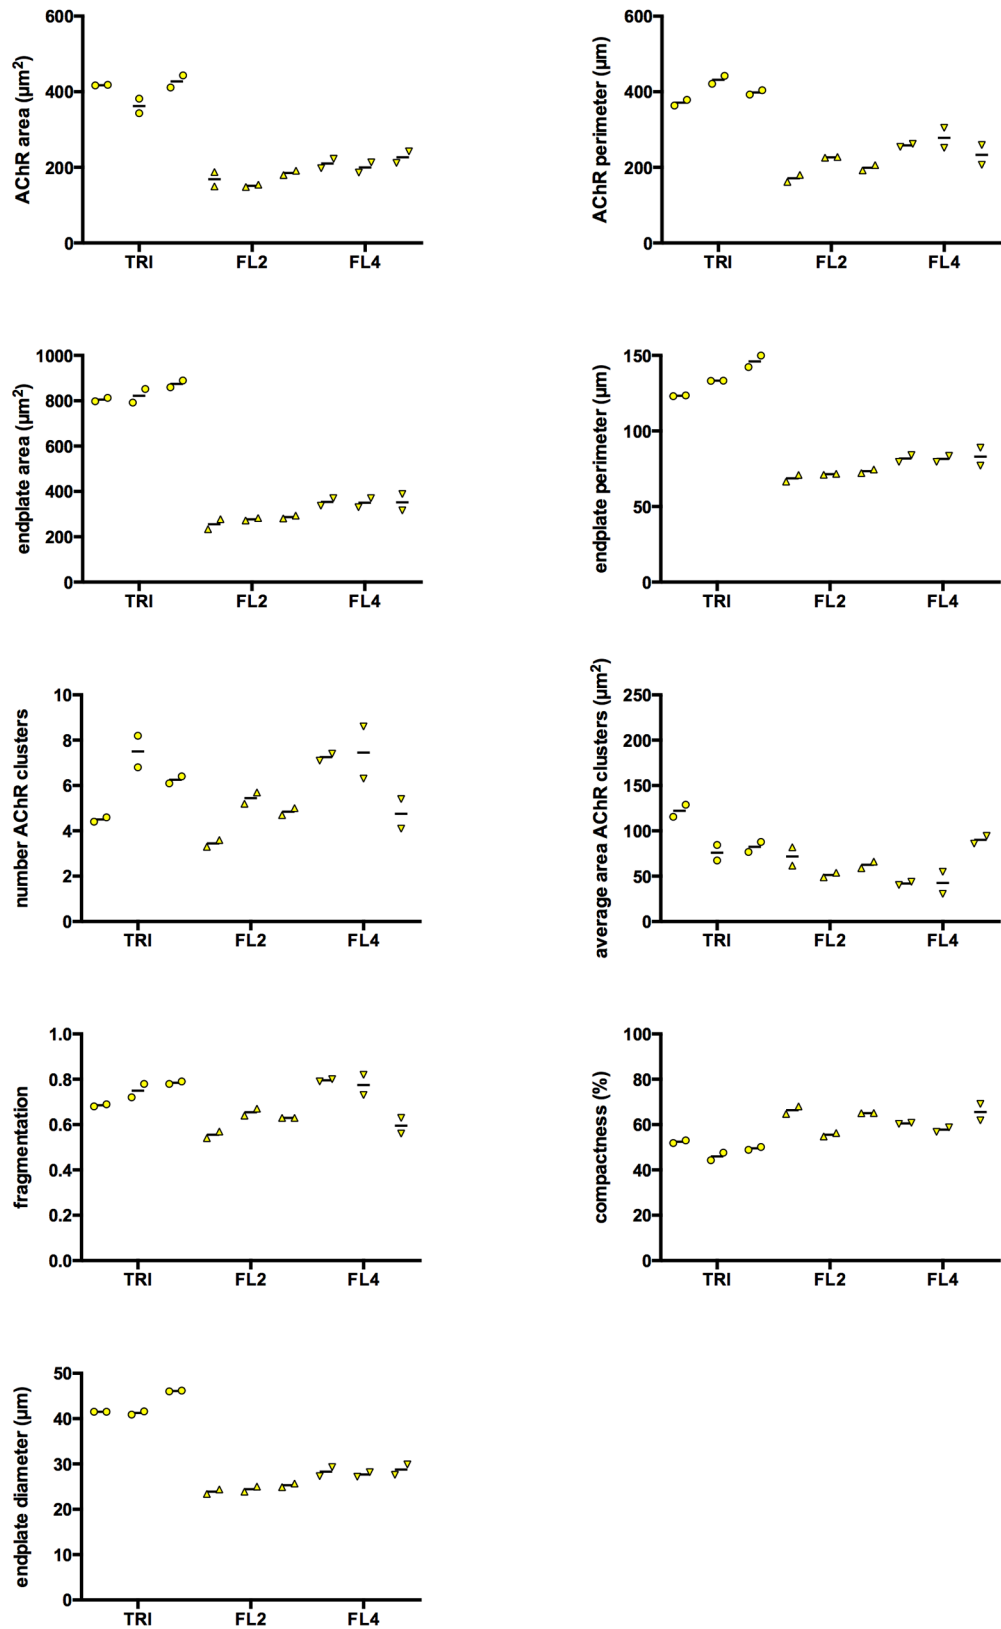 AChR area (µm²)
600
400
200
0
TRI FL2 FL4
AChR perimeter (µm)
600
400
200
0
TRI FL2 FL4
endplate area (µm²)
1000
800
600
400
200
0
TRI FL2 FL4
endplate perimeter (µm)
150
100
50
0
TRI FL2 FL4
number AChR clusters
10
8
6
4
2
0
TRI FL2 FL4
average area AChR clusters (µm²)
250
200
150
100
50
0
TRI FL2 FL4
fragmentation
1.0
0.8
0.6
0.4
0.2
0.0
TRI FL2 FL4
compactness (%)
100
80
60
40
20
0
TRI FL2 FL4
endplate diameter (µm)
50
40
30
20
10
0
TRI FL2 FL4